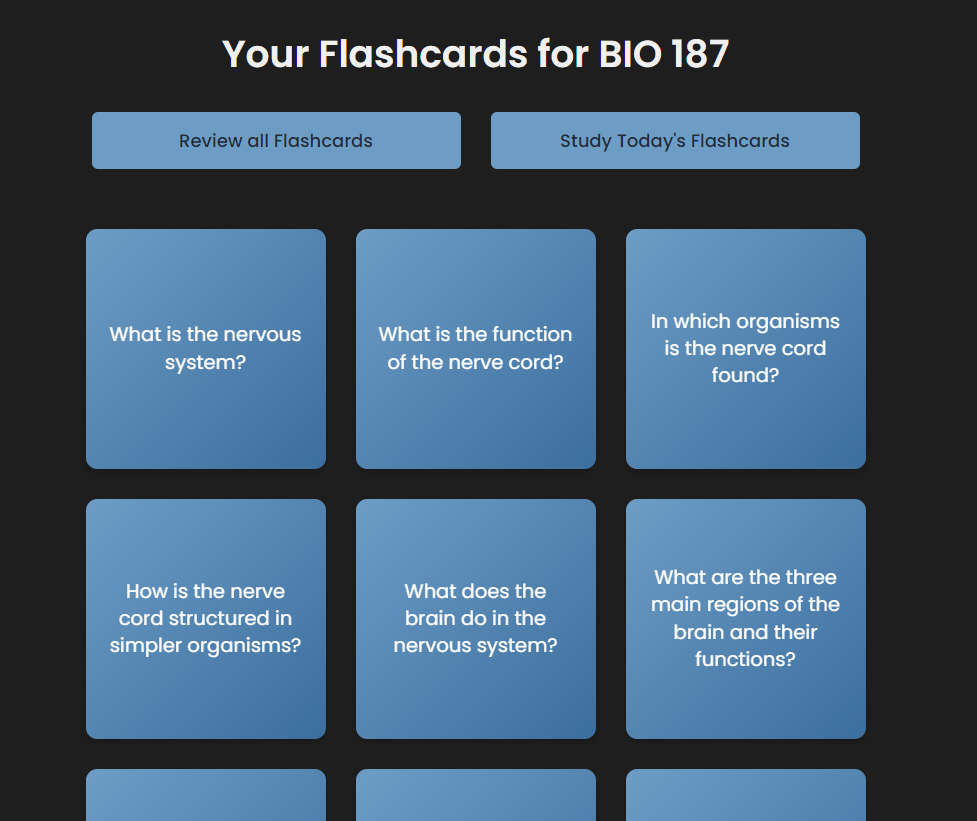 Your Flashcards for BIO 187
Review all Flashcards
Study Today's Flashcards
What is the nervous
system?
What is the function
of the nerve cord?
In which organisms
is the nerve cord
found?
How is the nerve
cord structured in
simpler organisms?
What does the
brain do in the
nervous system?
What are the three
main regions of the
brain and their
functions?